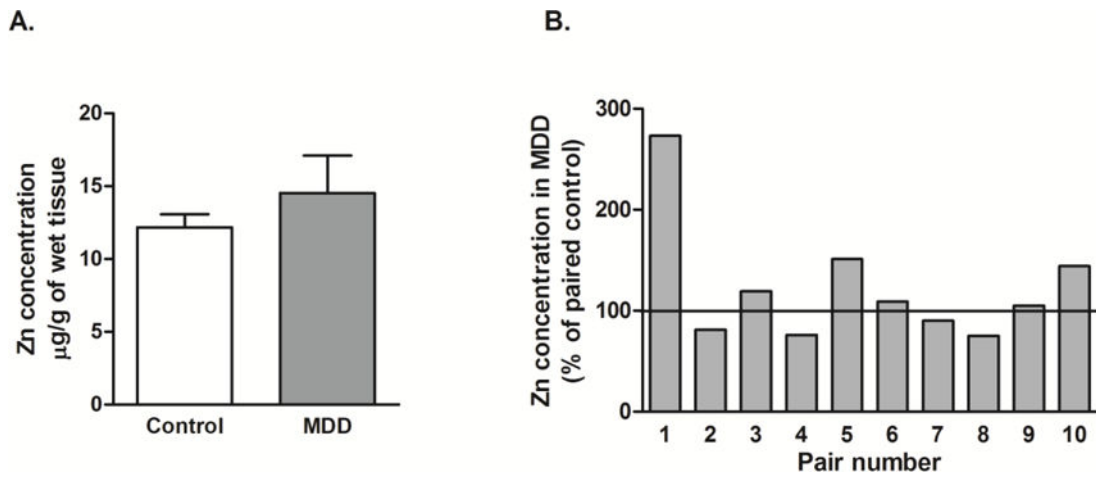 A.
Zn concentration
µg/g of wet tissue
20
15
10
5
0
Control MDD
B.
Zn concentration in MDD
(% of paired control)
300
200
100
0
1 2 3 4 5 6 7 8 9 10
Pair number